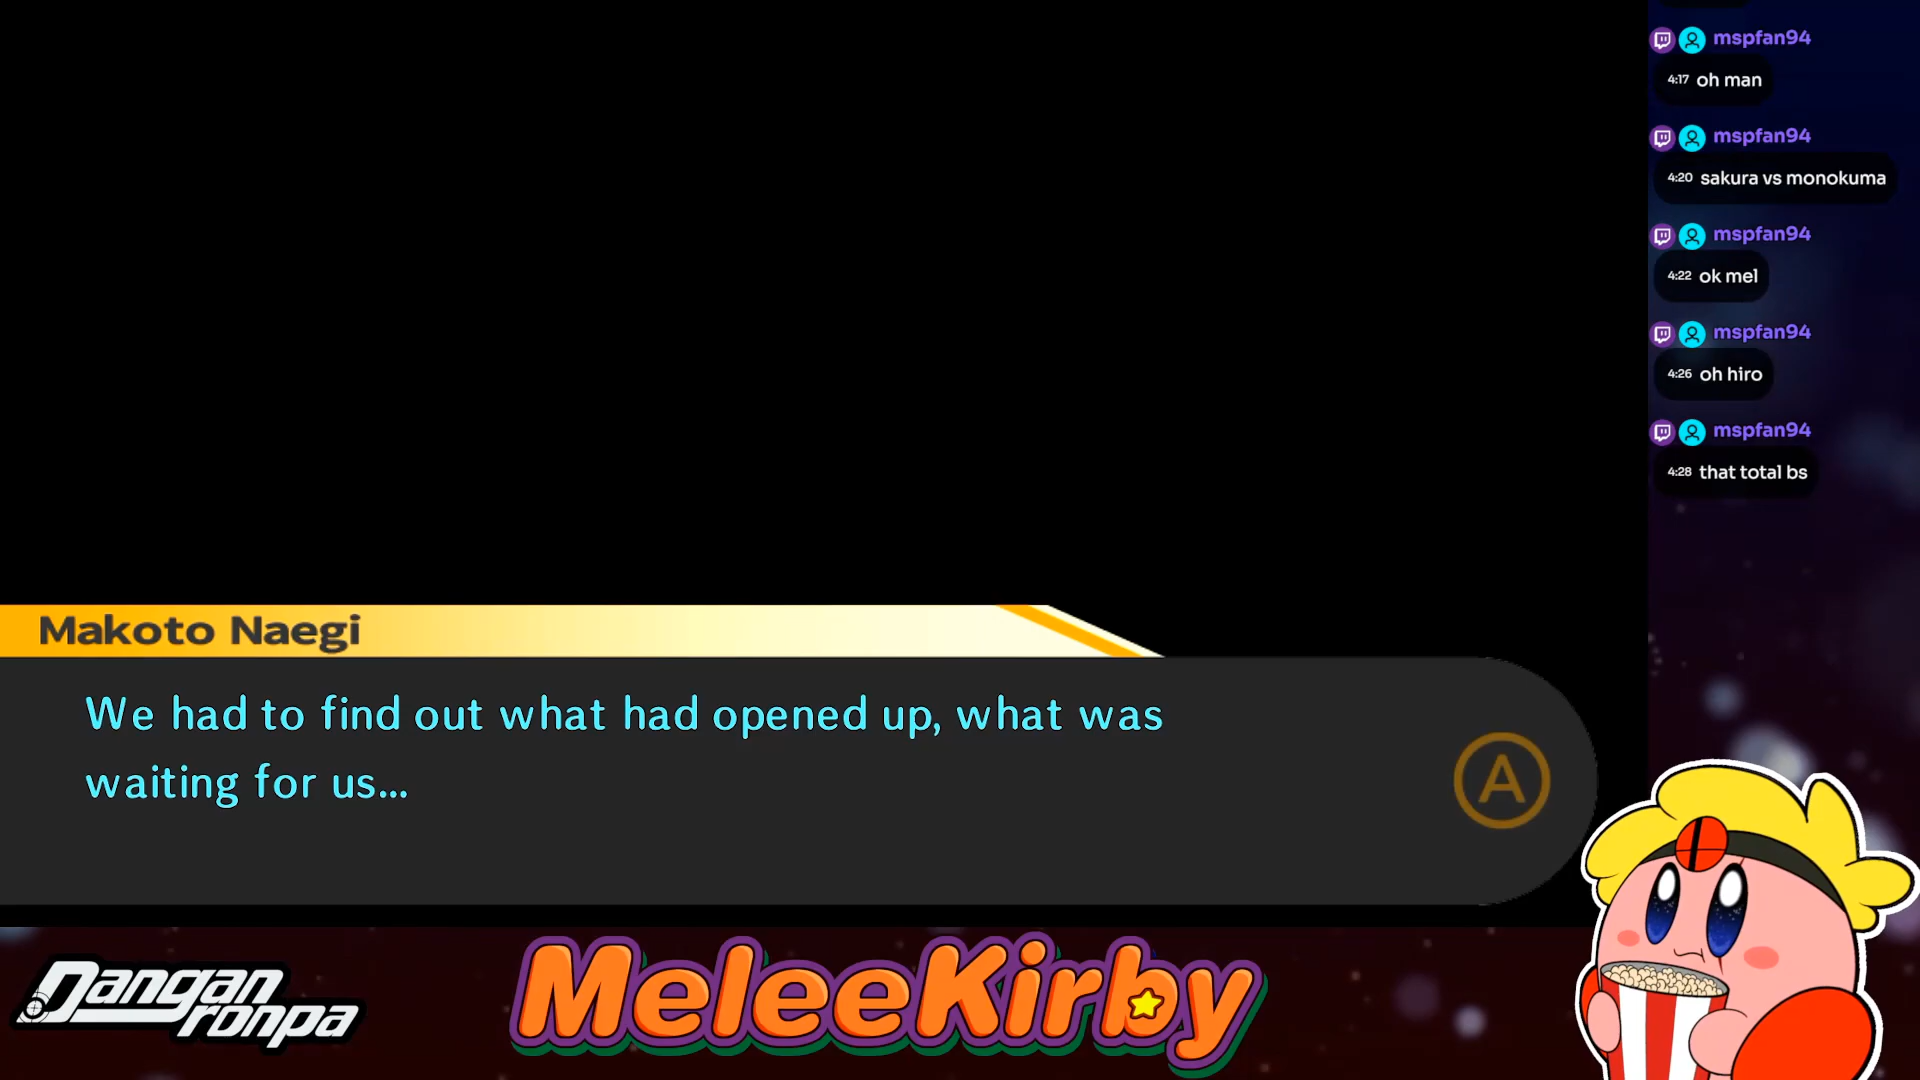 mspfan94
4:17 oh man
mspfan94
4:20 sakura vs monokuma
mspfan94
4:22 ok mel
mspfan94
4:26 oh hiro
mspfan94
4:28 that total bs
Makoto Naegi
We had to find out what had opened up, what was
waiting for us...
A
Dangan
ronpa
MeleeKirby